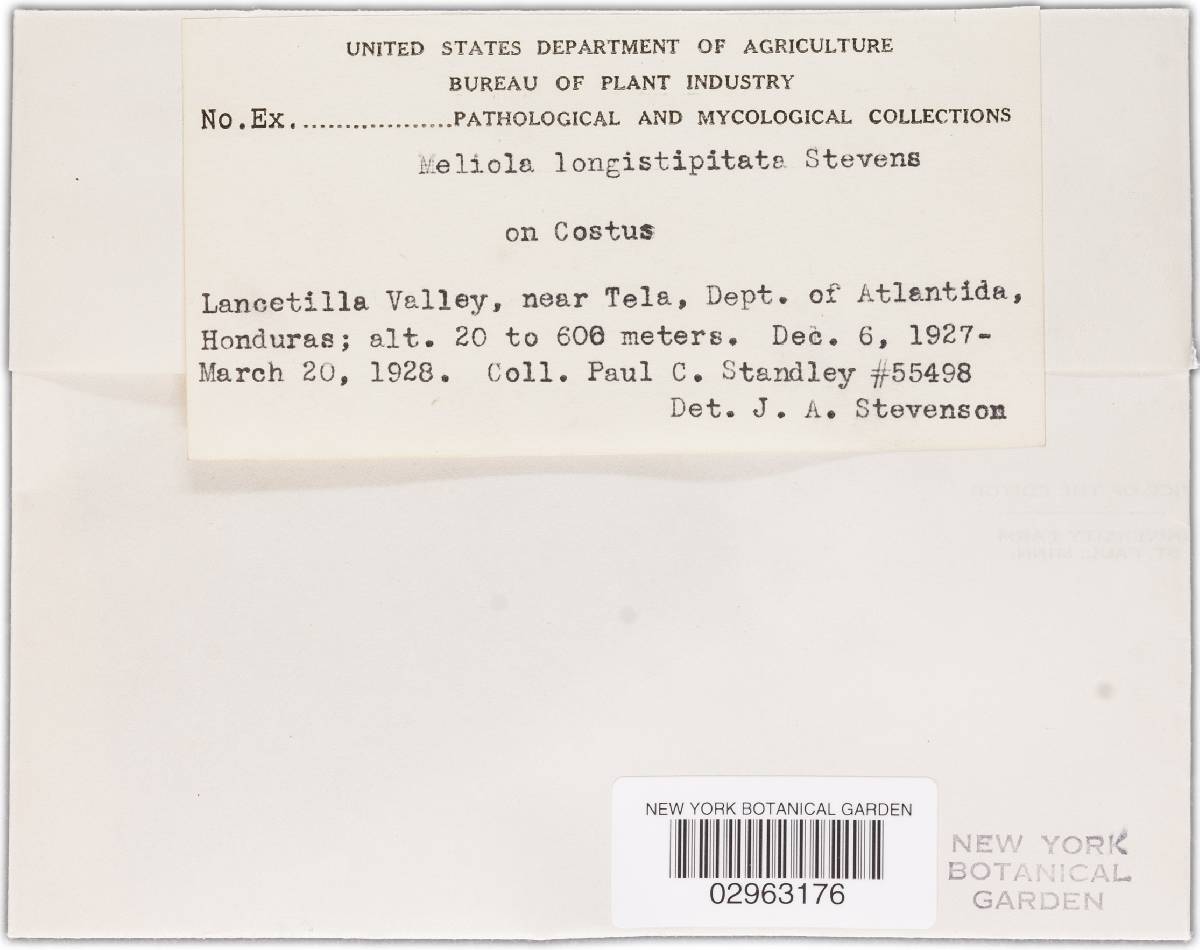 UNITED STATES DEPARTMENT OF AGRICULTURE
BUREAU OF PLANT INDUSTRY
No.Ex...................PATHOLOGICAL AND MYCOLOGICAL COLLECTIONS
Meliola longistipitata Stevens
on Costus
Lancetilla Valley, near Tela, Dept. of Atlantida,
Honduras; alt. 20 to 600 meters. Dec. 6, 1927-
March 20, 1928. Coll. Paul C. Standley #55498
Det. J. A. Stevenson
NEW YORK BOTANICAL GARDEN
02963176
NEW YORK
BOTANICAL
GARDEN